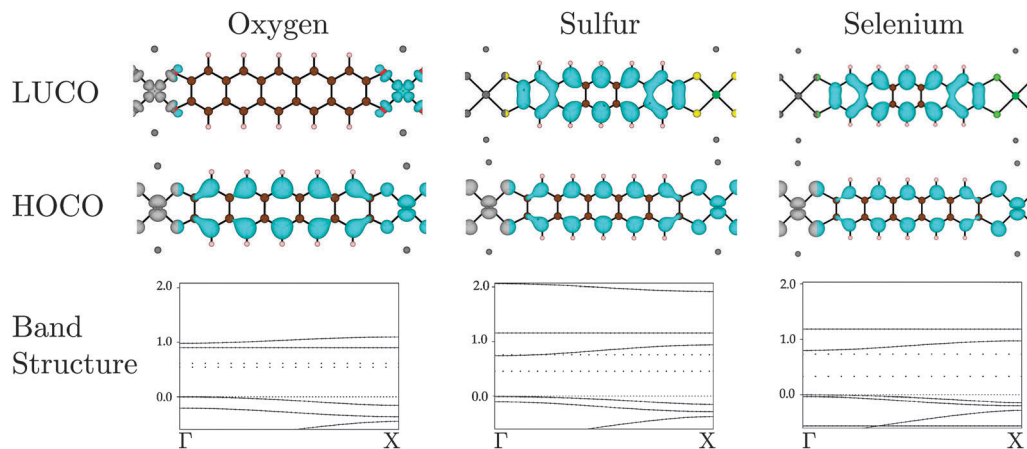 Oxygen Sulfur Selenium
LUCO
HOCO
Band
Structure
2.0
1.0
0.0
Γ X
2.0
1.0
0.0
Γ X
2.0
1.0
0.0
Γ X